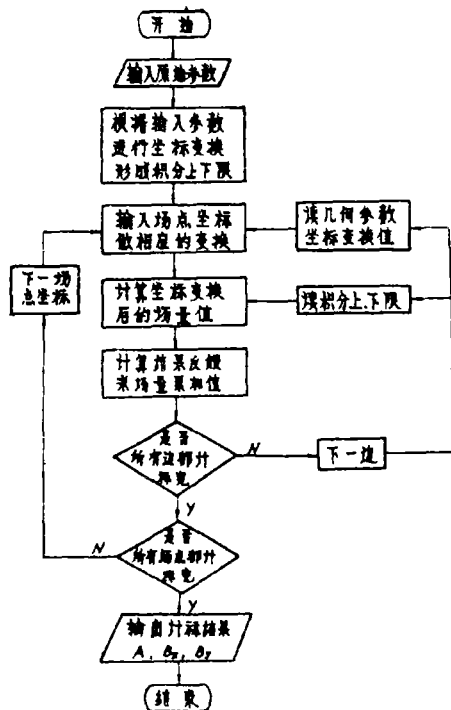 开始
输入原始参数
根据输入参数
进行坐标变换
形成积分上下限
输入场点坐标
做相应的变换
读几何参数
坐标变换值
下一场
点坐标
计算坐标变换
后的场量值
读积分上、下限
计算结果反
求场量累加值
是否
所有边都计
算完
N
下一边
Y
是否
所有场点都计
算完
N
Y
输出计算结果
A, Bx, By
结束